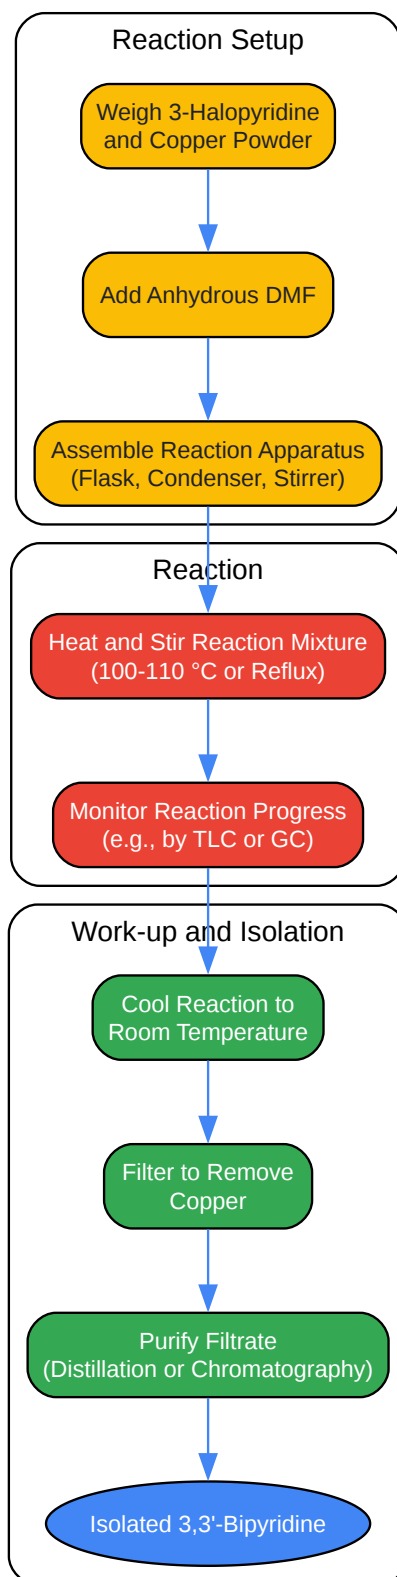 Reaction Setup
Weigh 3-Halopyridine
and Copper Powder
Add Anhydrous DMF
Assemble Reaction Apparatus
(Flask, Condenser, Stirrer)
Reaction
Heat and Stir Reaction Mixture
(100-110 °C or Reflux)
Monitor Reaction Progress
(e.g., by TLC or GC)
Work-up and Isolation
Cool Reaction to
Room Temperature
Filter to Remove
Copper
Purify Filtrate
(Distillation or Chromatography)
Isolated 3,3'-Bipyridine